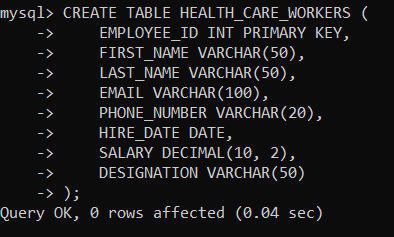 mysql> CREATE TABLE HEALTH_CARE_WORKERS (
    ->     EMPLOYEE_ID INT PRIMARY KEY,
    ->     FIRST_NAME VARCHAR(50),
    ->     LAST_NAME VARCHAR(50),
    ->     EMAIL VARCHAR(100),
    ->     PHONE_NUMBER VARCHAR(20),
    ->     HIRE_DATE DATE,
    ->     SALARY DECIMAL(10, 2),
    ->     DESIGNATION VARCHAR(50)
    -> );
Query OK, 0 rows affected (0.04 sec)